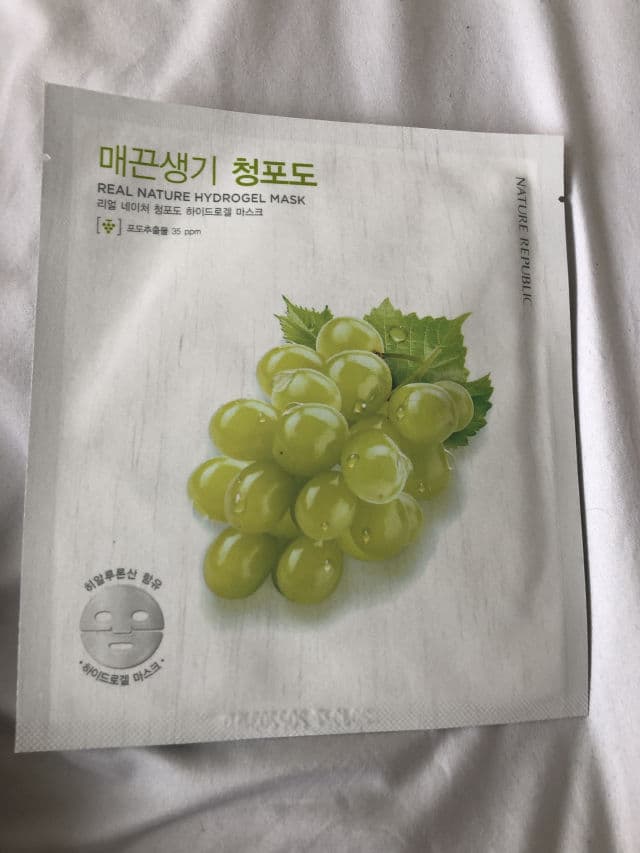 매끈생기 청포도
REAL NATURE HYDROGEL MASK
리얼 네이처 청포도 하이드로겔 마스크
포도추출물 35 ppm
NATURE REPUBLIC
히알루론산 함유
· 하이드로겔 마스크 ·